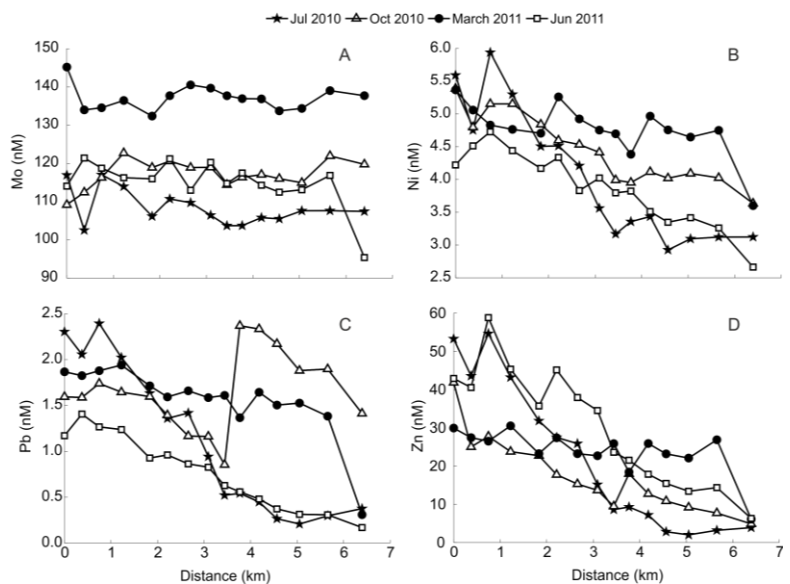 Jul 2010 Oct 2010 March 2011 Jun 2011
A
150
140
130
120
110
100
90
Mo (nM)
B
6.0
5.5
5.0
4.5
4.0
3.5
3.0
2.5
Ni (nM)
C
2.5
2.0
1.5
1.0
0.5
0.0
Pb (nM)
0 1 2 3 4 5 6 7
Distance (km)
D
60
50
40
30
20
10
0
Zn (nM)
0 1 2 3 4 5 6 7
Distance (km)